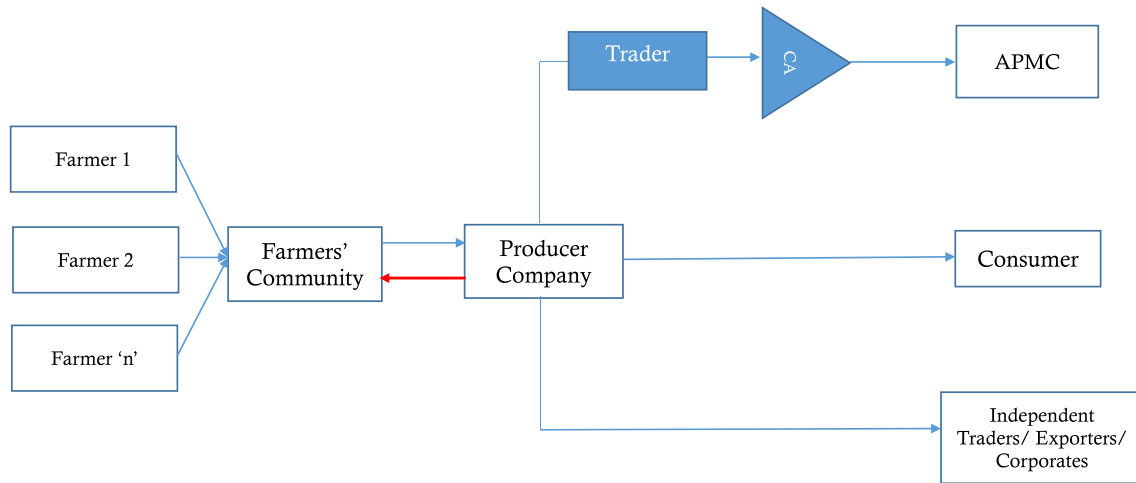 Trader
CA
APMC
Farmer 1
Farmer 2
Farmer ‘n’
Farmers’
Community
Producer
Company
Consumer
Independent
Traders/ Exporters/
Corporates